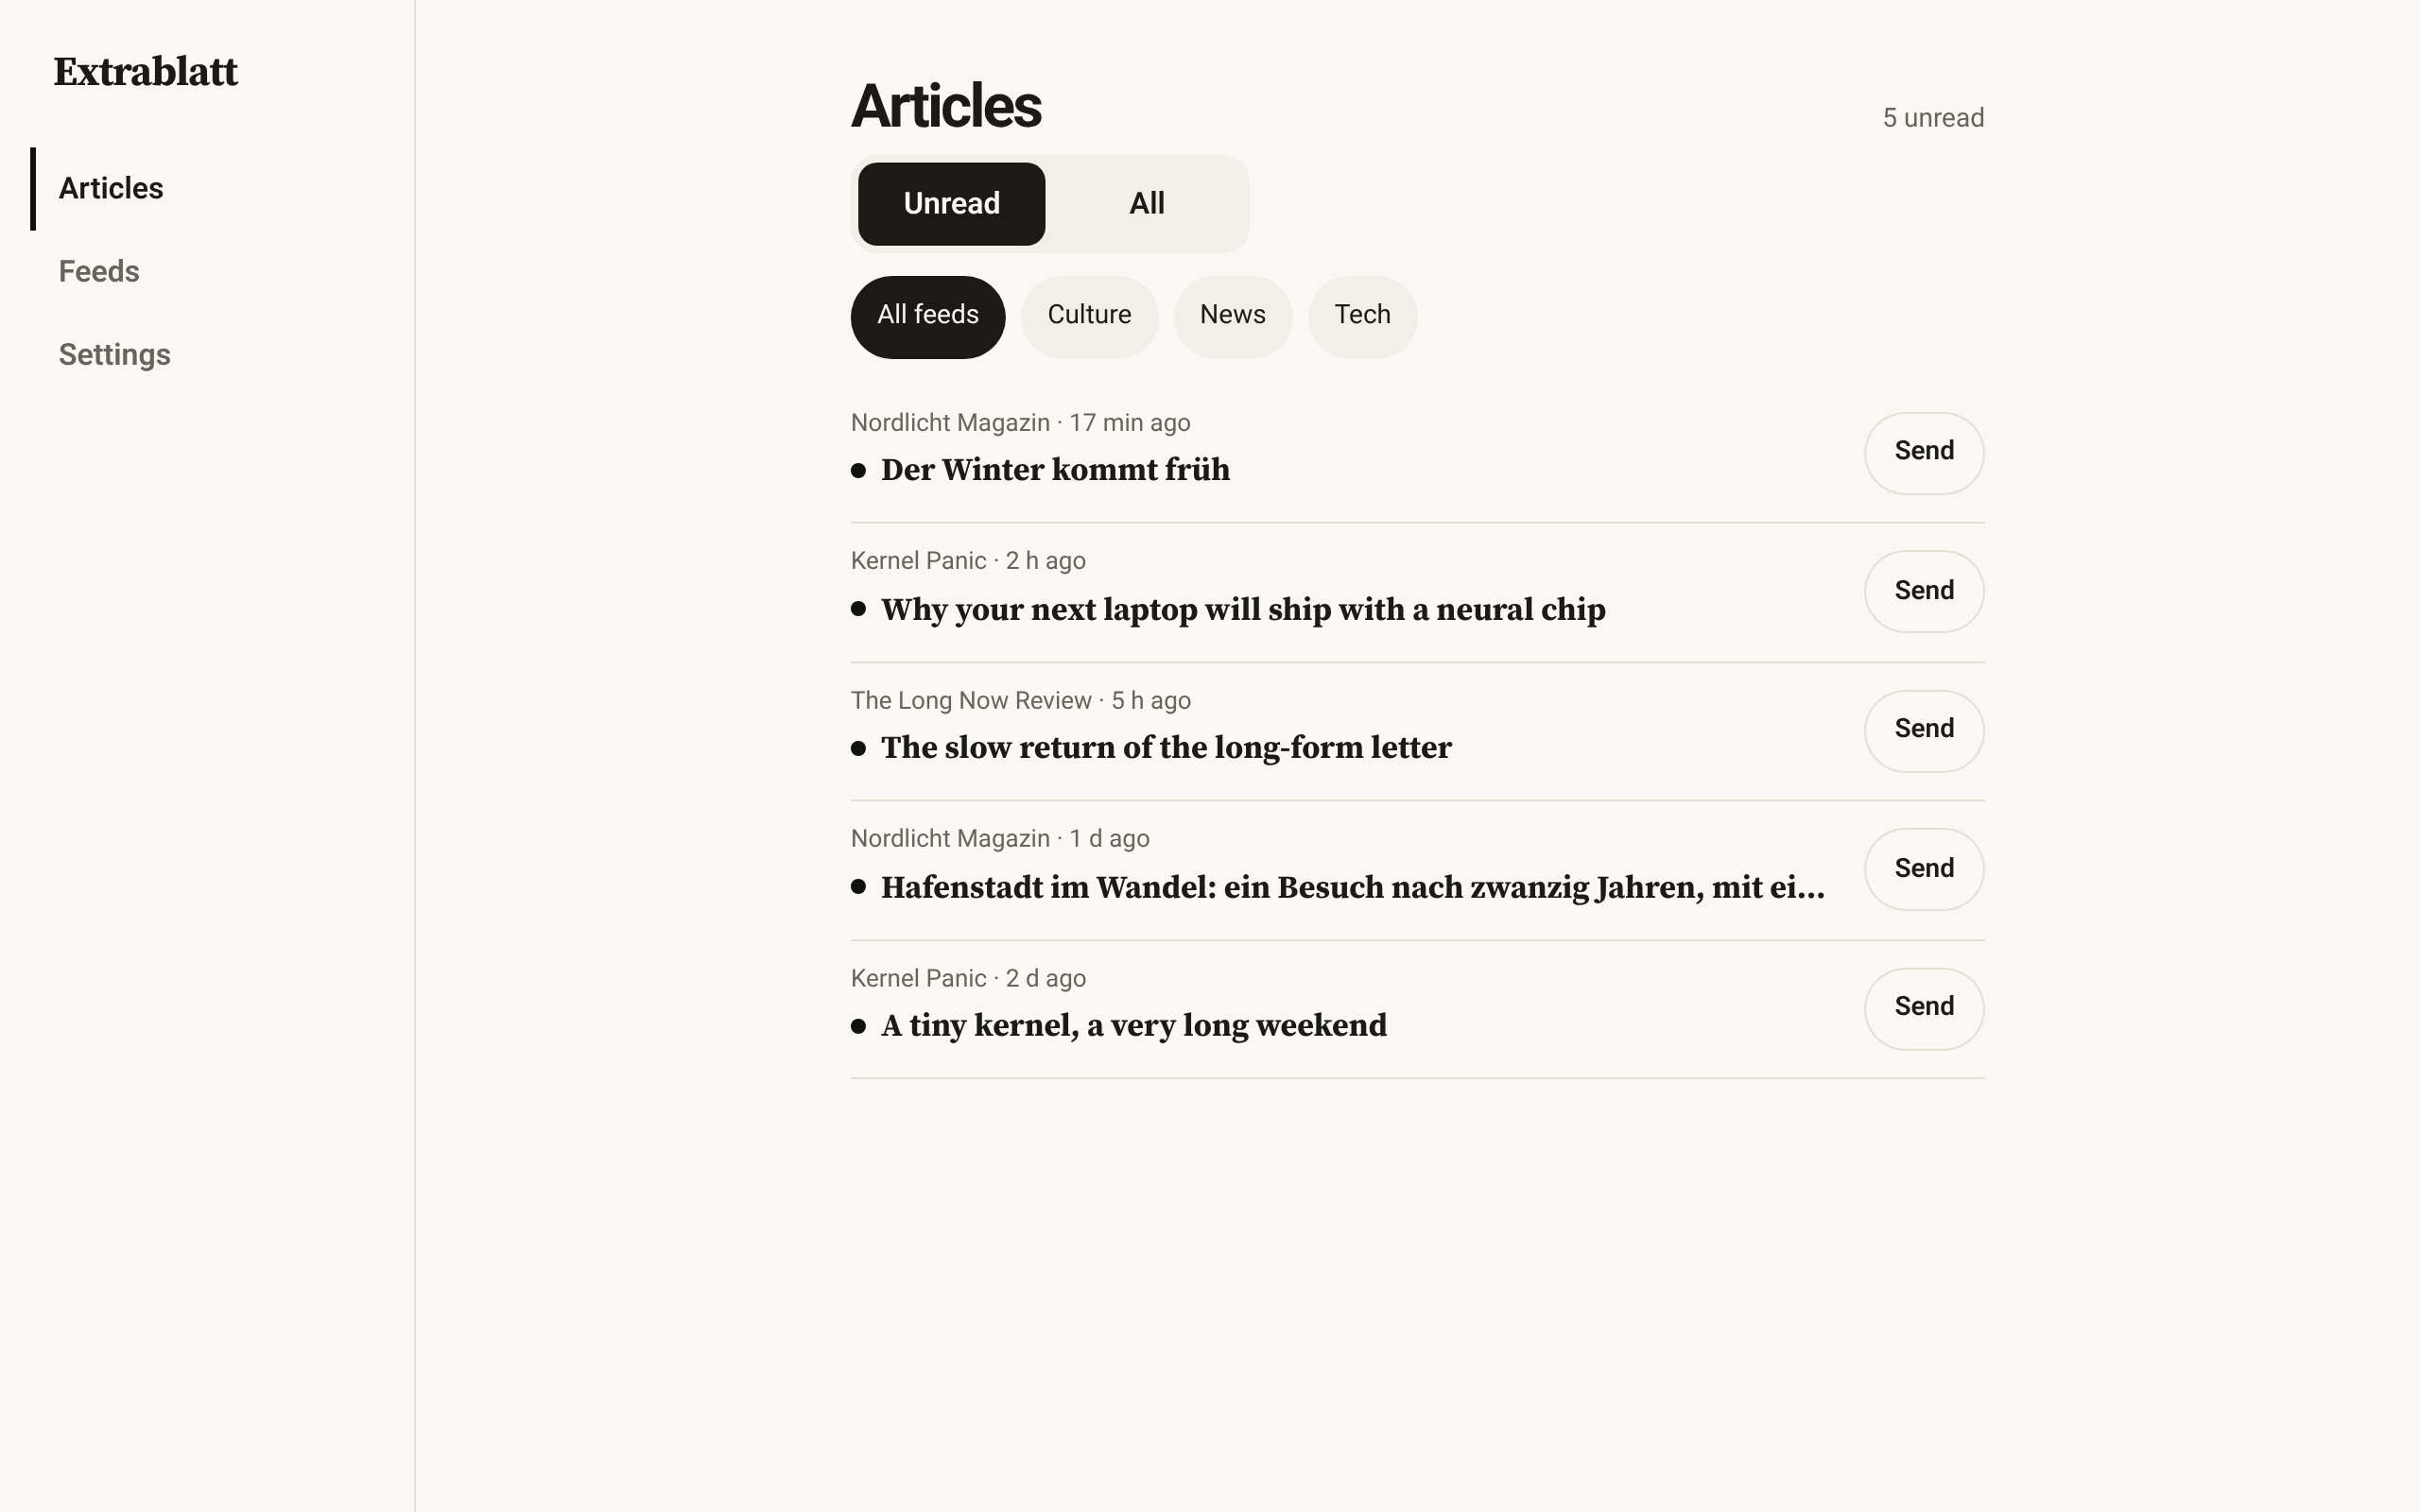 Extrablatt
Articles
Feeds
Settings
Articles
5 unread
Unread
All
All feeds
Culture
News
Tech
Nordlicht Magazin · 17 min ago
Der Winter kommt früh
Send
Kernel Panic · 2 h ago
Why your next laptop will ship with a neural chip
Send
The Long Now Review · 5 h ago
The slow return of the long-form letter
Send
Nordlicht Magazin · 1 d ago
Hafenstadt im Wandel: ein Besuch nach zwanzig Jahren, mit ei...
Send
Kernel Panic · 2 d ago
A tiny kernel, a very long weekend
Send